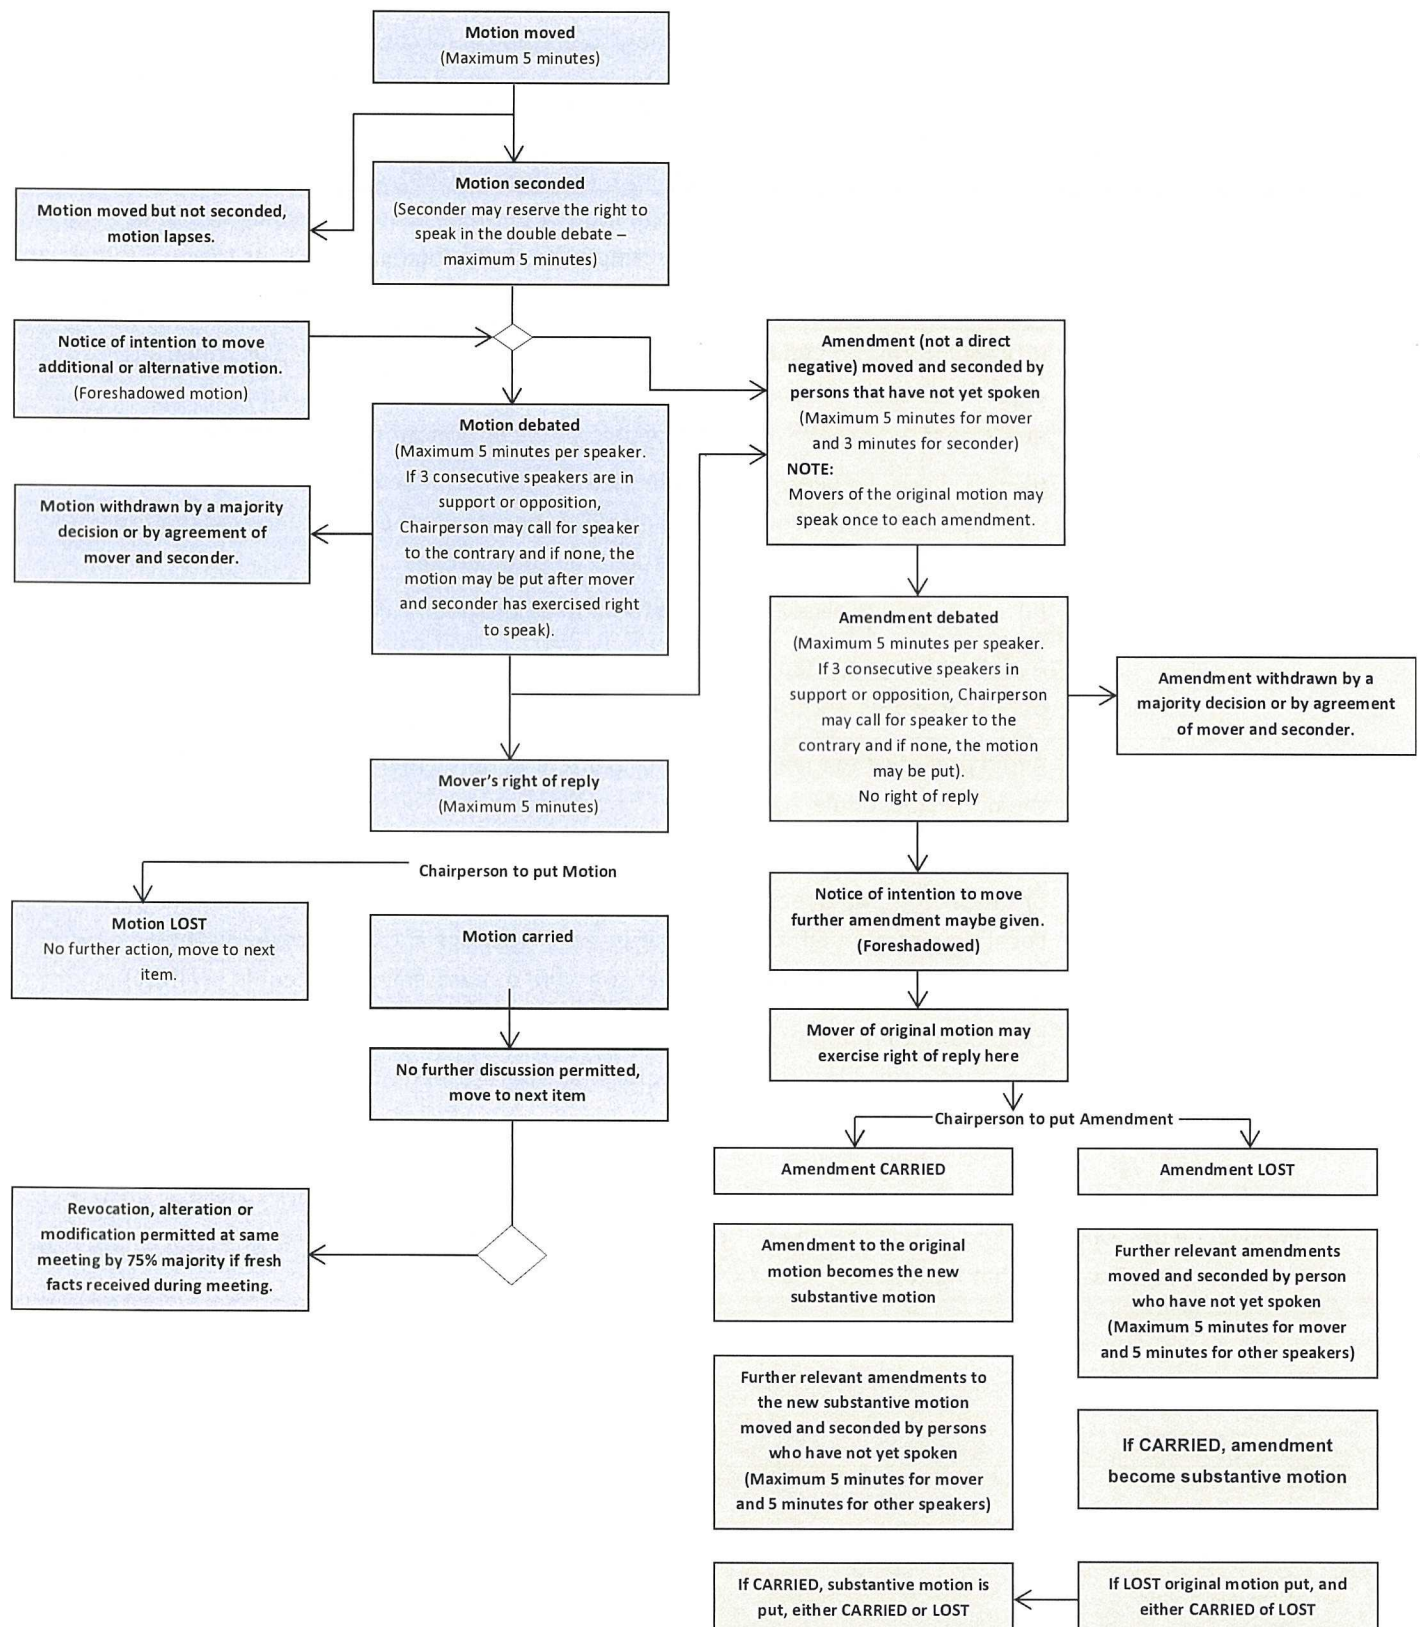 Motion moved
(Maximum 5 minutes)
Motion seconded
(Seconder may reserve the right to
speak in the double debate –
maximum 5 minutes)
Motion moved but not seconded,
motion lapses.
Notice of intention to move
additional or alternative motion.
(Foreshadowed motion)
Amendment (not a direct
negative) moved and seconded by
persons that have not yet spoken
(Maximum 5 minutes for mover
and 3 minutes for seconder)
NOTE:
Movers of the original motion may
speak once to each amendment.
Motion debated
(Maximum 5 minutes per speaker.
If 3 consecutive speakers are in
support or opposition,
Chairperson may call for speaker
to the contrary and if none, the
motion may be put after mover
and seconder has exercised right
to speak).
Motion withdrawn by a majority
decision or by agreement of
mover and seconder.
Amendment debated
(Maximum 5 minutes per speaker.
If 3 consecutive speakers in
support or opposition, Chairperson
may call for speaker to the
contrary and if none, the motion
may be put).
No right of reply
Amendment withdrawn by a
majority decision or by agreement
of mover and seconder.
Mover's right of reply
(Maximum 5 minutes)
Chairperson to put Motion
Motion LOST
No further action, move to next
item.
Motion carried
Notice of intention to move
further amendment maybe given.
(Foreshadowed)
Mover of original motion may
exercise right of reply here
No further discussion permitted,
move to next item
Chairperson to put Amendment
Amendment CARRIED
Amendment LOST
Revocation, alteration or
modification permitted at same
meeting by 75% majority if fresh
facts received during meeting.
Amendment to the original
motion becomes the new
substantive motion
Further relevant amendments
moved and seconded by person
who have not yet spoken
(Maximum 5 minutes for mover
and 5 minutes for other speakers)
Further relevant amendments to
the new substantive motion
moved and seconded by persons
who have not yet spoken
(Maximum 5 minutes for mover
and 5 minutes for other speakers)
If CARRIED, amendment
become substantive motion
If CARRIED, substantive motion is
put, either CARRIED or LOST
If LOST original motion put, and
either CARRIED of LOST